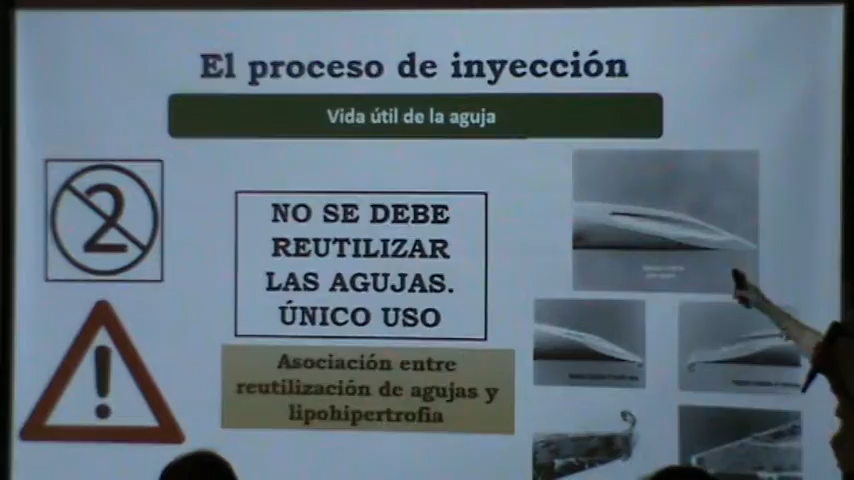 El proceso de inyección
Vida útil de la aguja
2
NO SE DEBE
REUTILIZAR
LAS AGUJAS.
ÚNICO USO
Asociación entre
reutilización de agujas y
lipohipertrofia